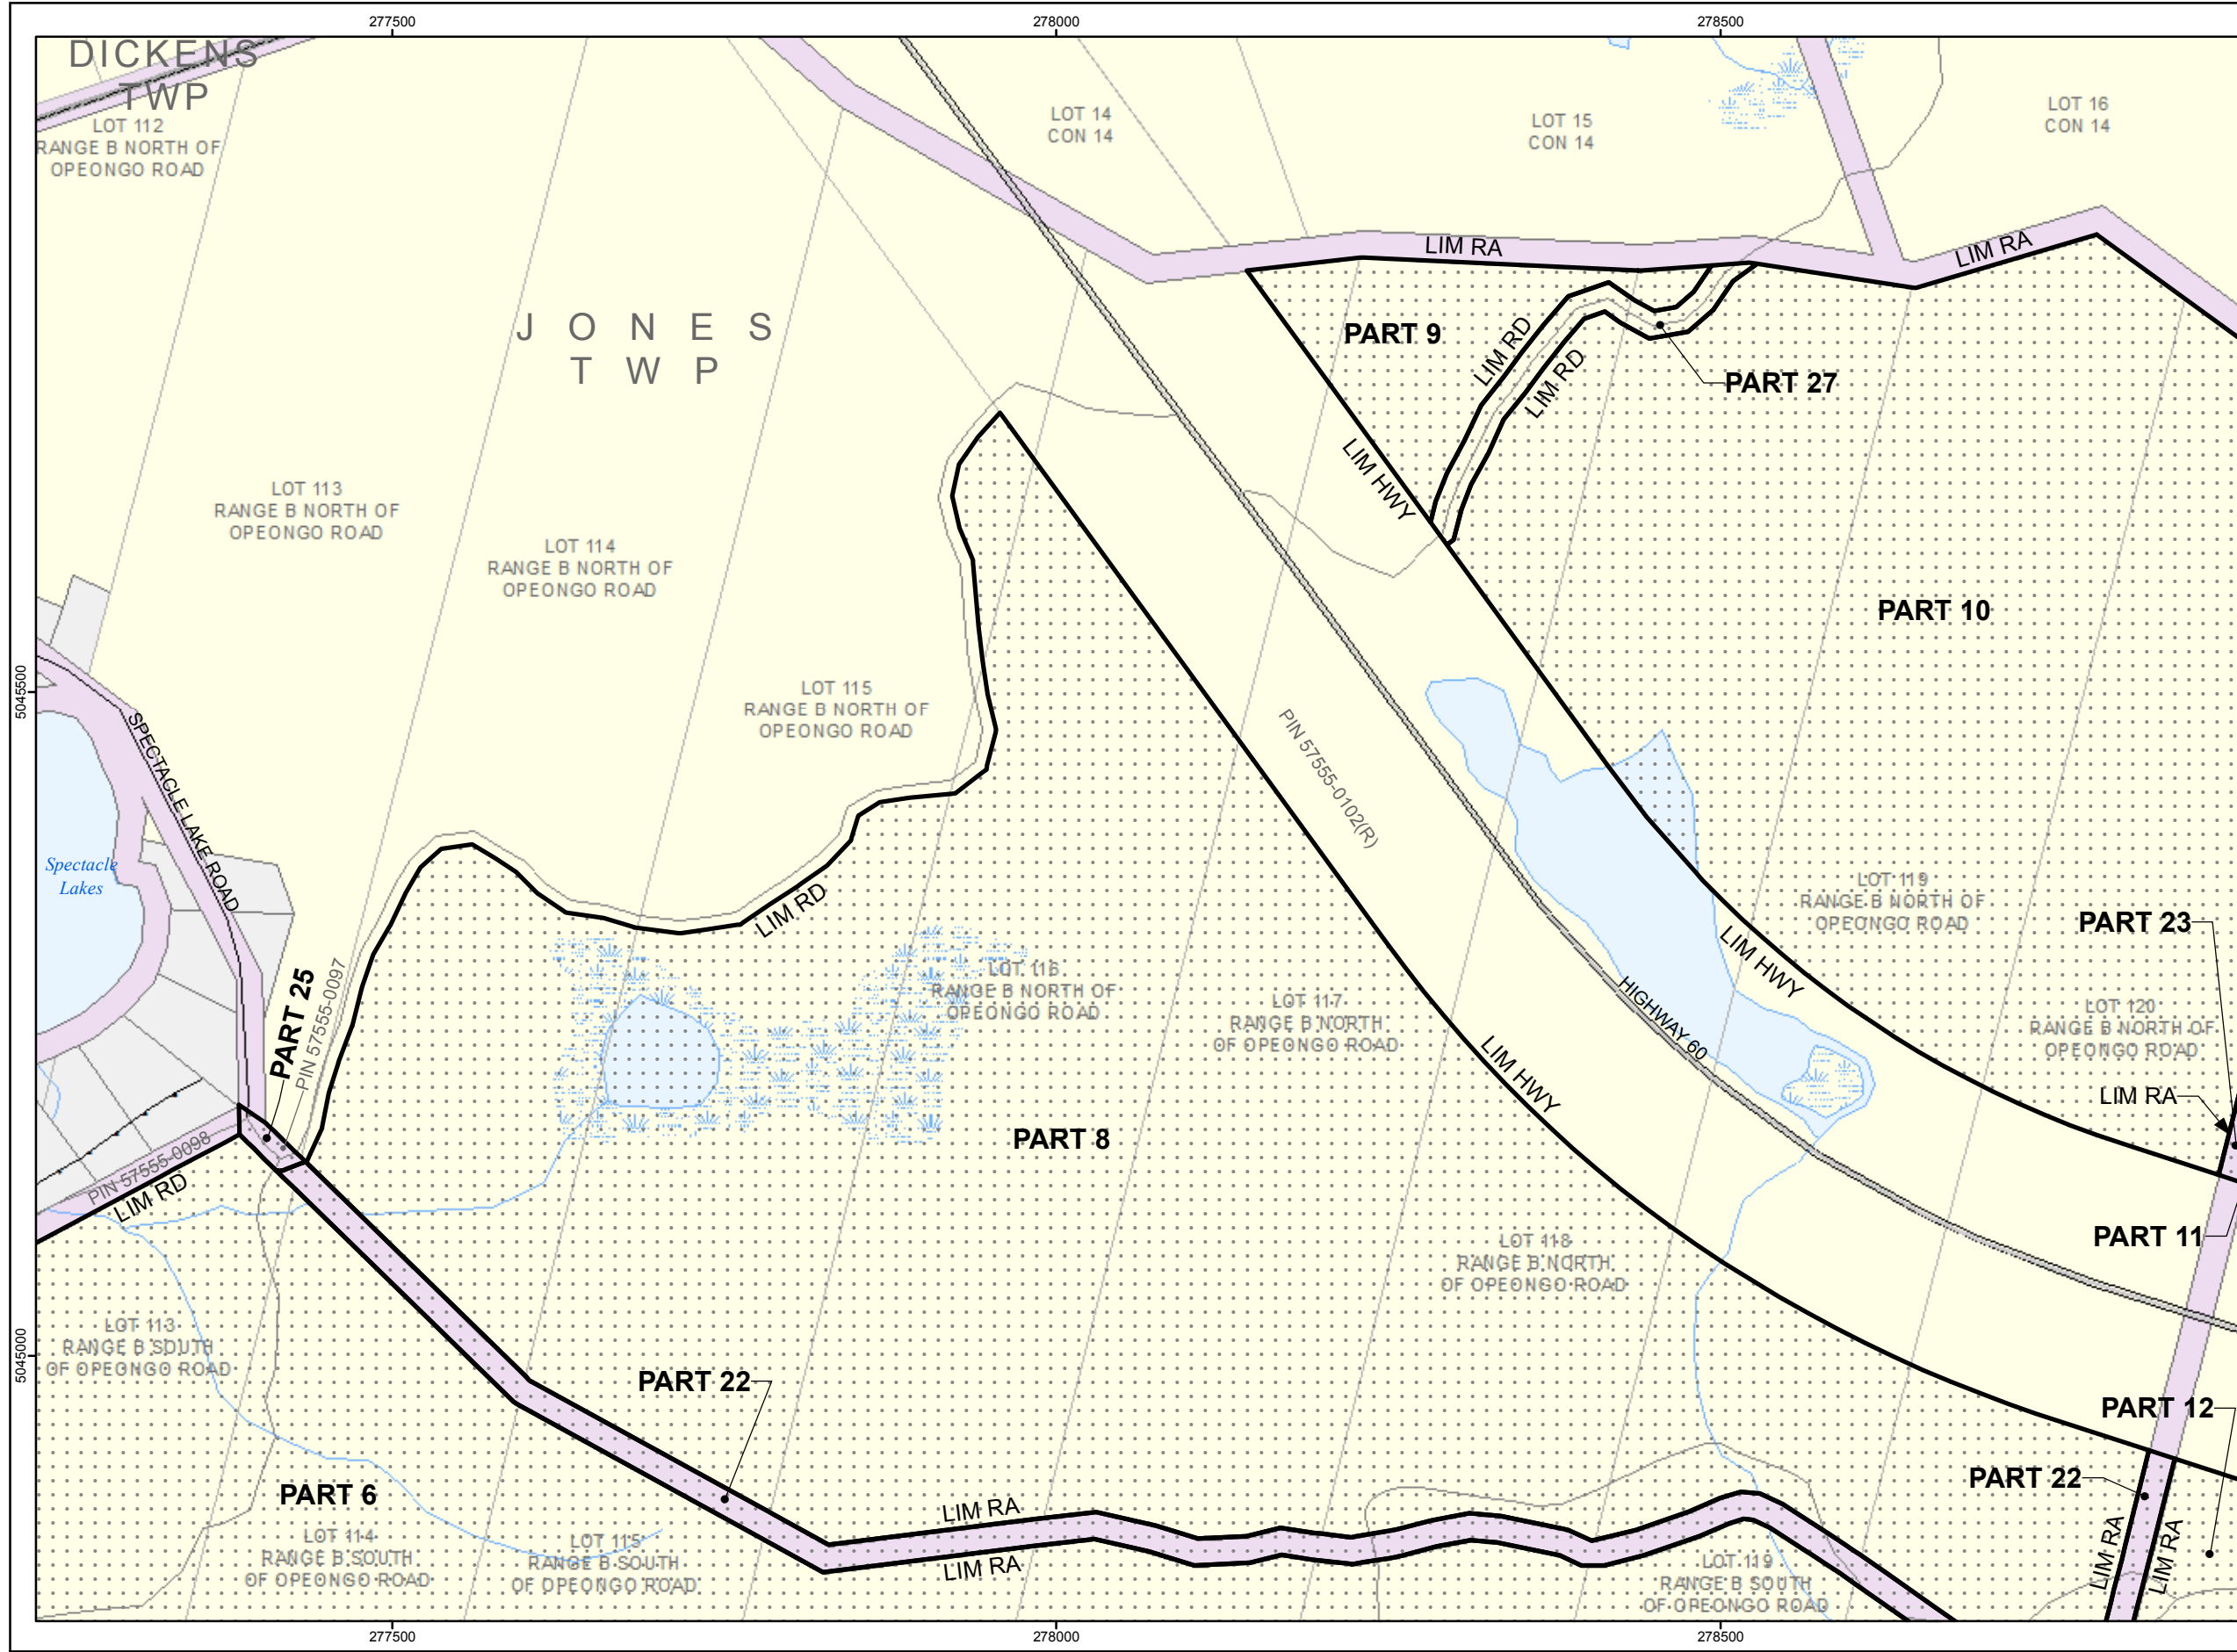 277500
278000
278500
DICKENS
TWP
LOT 112
RANGE B NORTH OF
OPEONGO ROAD
LOT 14
CON 14
LOT 15
CON 14
LOT 16
CON 14
LIM RA
LIM RA
J O N E S
T W P
PART 9
LIM RD
LIM RD
PART 27
LIM HWY
LOT 113
RANGE B NORTH OF
OPEONGO ROAD
LOT 114
RANGE B NORTH OF
OPEONGO ROAD
PART 10
5045500
LOT 115
RANGE B NORTH OF
OPEONGO ROAD
SPECTACLE LAKE ROAD
PIN 57555-0102(R)
Spectacle
Lakes
LIM RD
LOT 119
RANGE B NORTH OF
OPEONGO ROAD
PART 23
LIM HWY
PART 25
PIN 57555-0097
LOT 116
RANGE B NORTH OF
OPEONGO ROAD
LOT 117
RANGE B NORTH
OF OPEONGO ROAD
HIGHWAY 60
LOT 120
RANGE B NORTH OF
OPEONGO ROAD
LIM HWY
LIM RA
PART 8
PIN 57555-0098
LIM RD
PART 11
LOT 118
RANGE B NORTH
OF OPEONGO ROAD
5045000
LOT 113
RANGE B SOUTH
OF OPEONGO ROAD
PART 22
PART 12
PART 22
PART 6
LIM RA
LIM RA
LOT 114
RANGE B SOUTH
OF OPEONGO ROAD
LOT 115
RANGE B SOUTH
OF OPEONGO ROAD
LOT 119
RANGE B SOUTH
OF OPEONGO ROAD
LIM RA
LIM RA
277500
278000
278500